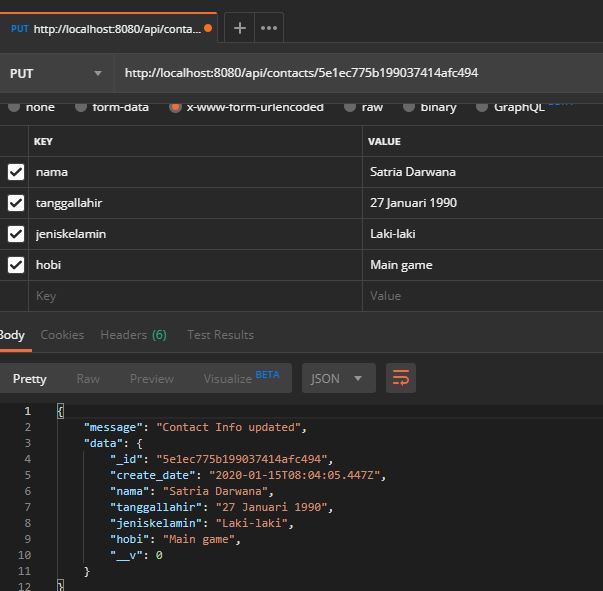 PUT http://localhost:8080/api/conta...
PUT http://localhost:8080/api/contacts/5e1ec775b199037414afc494
none form-data x-www-form-urlencoded raw binary GraphQL BETA
KEY VALUE
nama Satria Darwana
tanggallahir 27 Januari 1990
jeniskelamin Laki-laki
hobi Main game
Key Value
Body Cookies Headers (6) Test Results
Pretty Raw Preview Visualize BETA JSON
1 {
2 "message": "Contact Info updated",
3 "data": {
4 "_id": "5e1ec775b199037414afc494",
5 "create_date": "2020-01-15T08:04:05.447Z",
6 "nama": "Satria Darwana",
7 "tanggallahir": "27 Januari 1990",
8 "jeniskelamin": "Laki-laki",
9 "hobi": "Main game",
10 "__v": 0
11 }
12 }